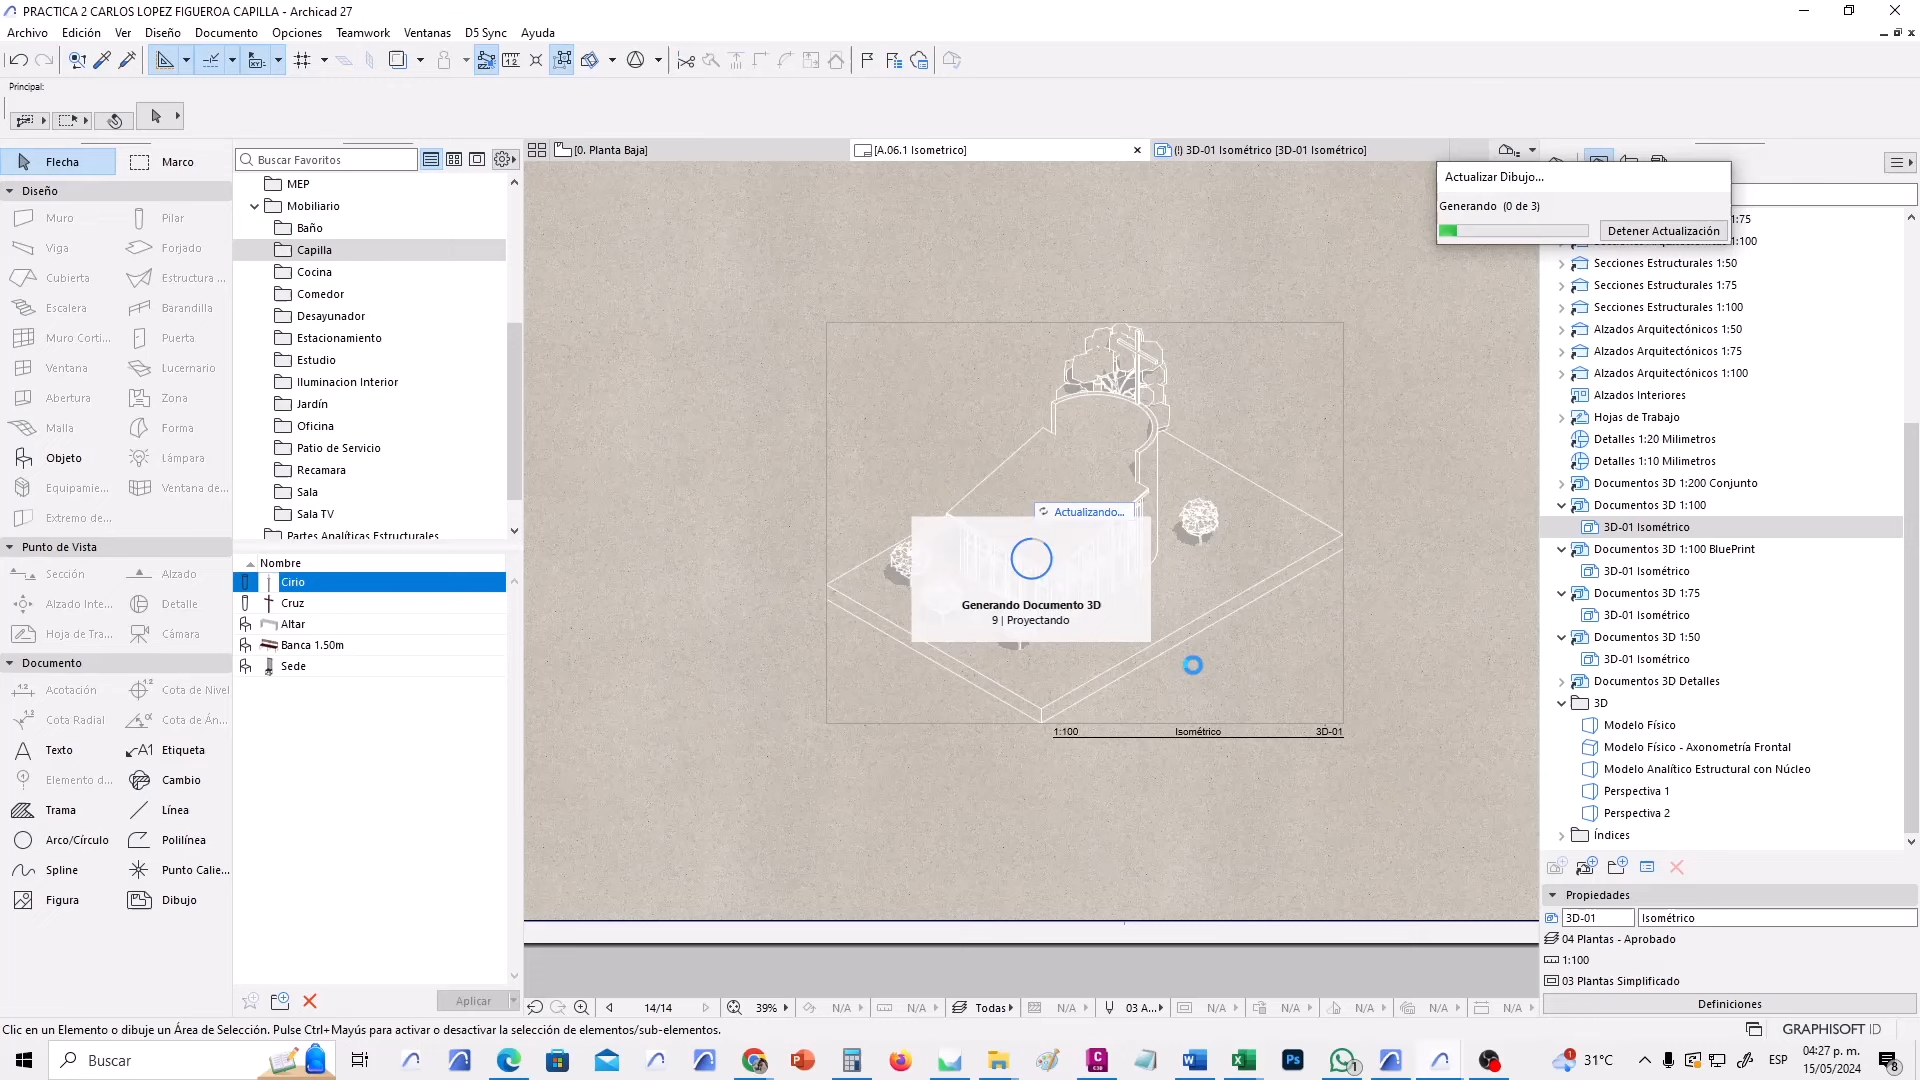 PRACTICA 2 CARLOS LOPEZ FIGUEROA CAPILLA - Archicad 27
Archivo Edición Ver Diseño Documento Opciones Teamwork Ventanas D5 Sync Ayuda
Principal:
Flecha Marco
Buscar Favoritos
[0. Planta Baja]
[A.06.1 Isometrico]
(!) 3D-01 Isométrico [3D-01 Isométrico]
Diseño
Muro Pilar
Viga Forjado
Cubierta Estructura ...
Escalera Barandilla
Muro Corti... Puerta
Ventana Lucernario
Abertura Zona
Malla Forma
Objeto Lámpara
Equipamie... Ventana de...
Extremo de...
Punto de Vista
Sección Alzado
Alzado Inte... Detalle
Hoja de Tra... Cámara
Documento
Acotación Cota de Nivel
Cota Radial Cota de Án...
Texto Etiqueta
Elemento d... Cambio
Trama Línea
Arco/Círculo Polilínea
Spline Punto Calie...
Figura Dibujo
MEP
Mobiliario
Baño
Capilla
Cocina
Comedor
Desayunador
Estacionamiento
Estudio
Iluminacion Interior
Jardín
Oficina
Patio de Servicio
Recamara
Sala
Sala TV
Partes Analíticas Estructurales
Nombre
Cirio
Cruz
Altar
Banca 1.50m
Sede
Aplicar
Actualizar Dibujo...
Generando (0 de 3)
Detener Actualización
Actualizando...
Generando Documento 3D
9 | Proyectando
1:100 Isométrico 3D-01
1:75
1:100
Secciones Estructurales 1:50
Secciones Estructurales 1:75
Secciones Estructurales 1:100
Alzados Arquitectónicos 1:50
Alzados Arquitectónicos 1:75
Alzados Arquitectónicos 1:100
Alzados Interiores
Hojas de Trabajo
Detalles 1:20 Milimetros
Detalles 1:10 Milimetros
Documentos 3D 1:200 Conjunto
Documentos 3D 1:100
3D-01 Isométrico
Documentos 3D 1:100 BluePrint
3D-01 Isométrico
Documentos 3D 1:75
3D-01 Isométrico
Documentos 3D 1:50
3D-01 Isométrico
Documentos 3D Detalles
3D
Modelo Físico
Modelo Físico - Axonometría Frontal
Modelo Analítico Estructural con Núcleo
Perspectiva 1
Perspectiva 2
Índices
Propiedades
3D-01 Isométrico
04 Plantas - Aprobado
1:100
03 Plantas Simplificado
Definiciones
14/14 39% N/A N/A Todas N/A 03 A... N/A N/A N/A N/A N/A
Clic en un Elemento o dibuje un Área de Selección. Pulse Ctrl+Mayús para activar o desactivar la selección de elementos/sub-elementos.
GRAPHISOFT ID
Buscar
31°C
ESP
04:27 p. m.
15/05/2024
8